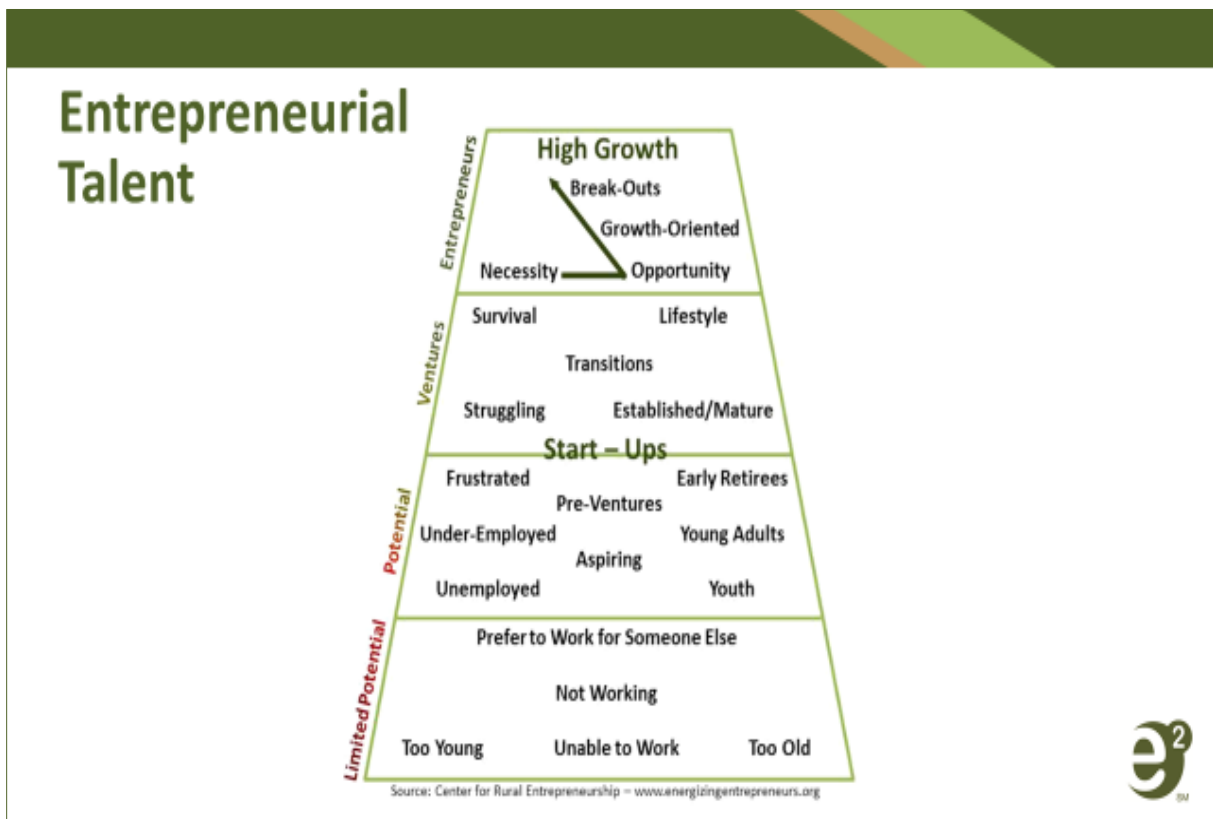 Entrepreneurial
Talent
Entrepreneurs
High Growth
Break-Outs
Growth-Oriented
Necessity Opportunity
Ventures
Survival Lifestyle
Transitions
Struggling Established/Mature
Start – Ups
Potential
Frustrated Early Retirees
Pre-Ventures
Under-Employed Young Adults
Aspiring
Unemployed Youth
Limited Potential
Prefer to Work for Someone Else
Not Working
Too Young Unable to Work Too Old
Source: Center for Rural Entrepreneurship – www.energizingentrepreneurs.org
e2
SM